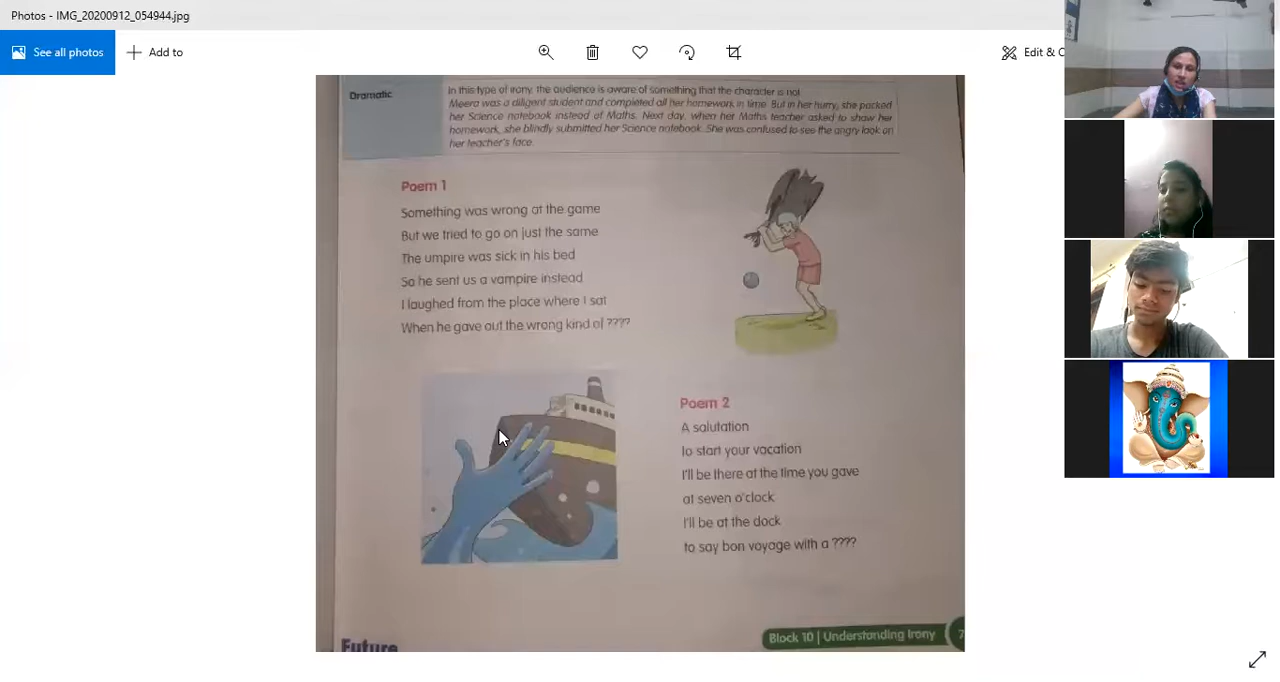 Photos - IMG_20200912_054944.jpg
See all photos
Add to
Edit & C
Dramatic
In this type of irony, the audience is aware of something that the character is not.
Meera was a diligent student and completed all her homework in time. But in her hurry, she packed
her Science notebook instead of Maths. Next day, when her Maths teacher asked to show her
homework, she blindly submitted her Science notebook. She was confused to see the angry look on
her teacher's face.
Poem 1
Something was wrong at the game
But we tried to go on just the same
The umpire was sick in his bed
So he sent us a vampire instead
I laughed from the place where I sat
When he gave out the wrong kind of ????
Poem 2
A salutation
to start your vacation
I'll be there at the time you gave
at seven o'clock
I'll be at the dock
to say bon voyage with a ????
Block 10 | Understanding Irony
7
Future